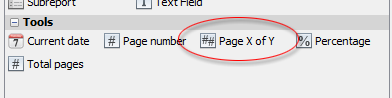 Subreport Text Field
Tools
Current date # Page number ## Page X of Y % Percentage
# Total pages